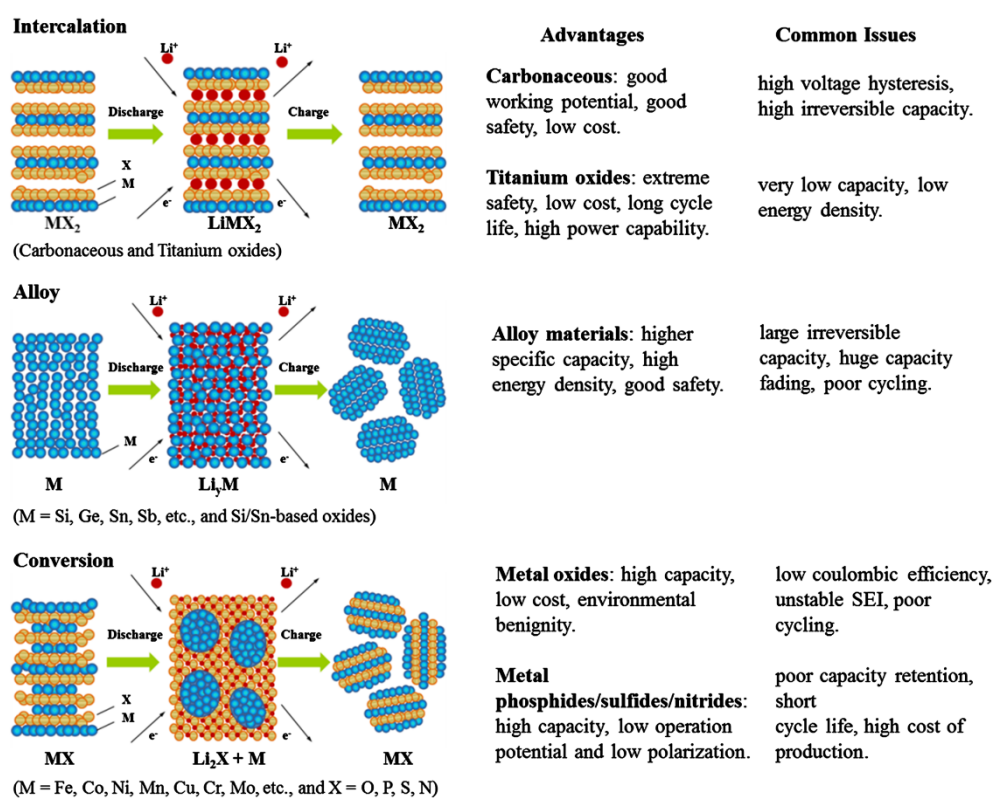 Intercalation
Advantages
Common Issues
Li⁺
Li⁺
Discharge
Charge
X
M
e⁻
e⁻
MX₂
LiMX₂
MX₂
(Carbonaceous and Titanium oxides)
Carbonaceous: good
working potential, good
safety, low cost.
high voltage hysteresis,
high irreversible capacity.
Titanium oxides: extreme
safety, low cost, long cycle
life, high power capability.
very low capacity, low
energy density.
Alloy
Li⁺
Li⁺
Discharge
Charge
M
e⁻
e⁻
M
LiᵧM
M
(M = Si, Ge, Sn, Sb, etc., and Si/Sn-based oxides)
Alloy materials: higher
specific capacity, high
energy density, good safety.
large irreversible
capacity, huge capacity
fading, poor cycling.
Conversion
Li⁺
Li⁺
Discharge
Charge
X
M
e⁻
e⁻
MX
Li₂X + M
MX
(M = Fe, Co, Ni, Mn, Cu, Cr, Mo, etc., and X = O, P, S, N)
Metal oxides: high capacity,
low cost, environmental
benignity.
low coulombic efficiency,
unstable SEI, poor
cycling.
Metal
phosphides/sulfides/nitrides:
high capacity, low operation
potential and low polarization.
poor capacity retention,
short
cycle life, high cost of
production.